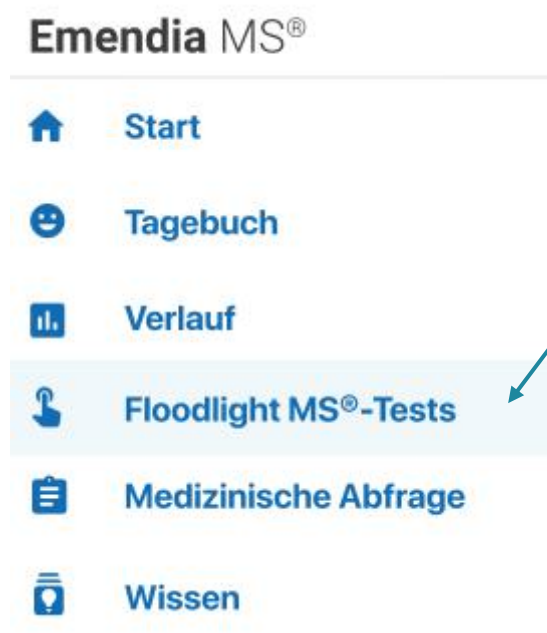 Emendia MS®
Start
Tagebuch
Verlauf
Floodlight MS®-Tests
Medizinische Abfrage
Wissen